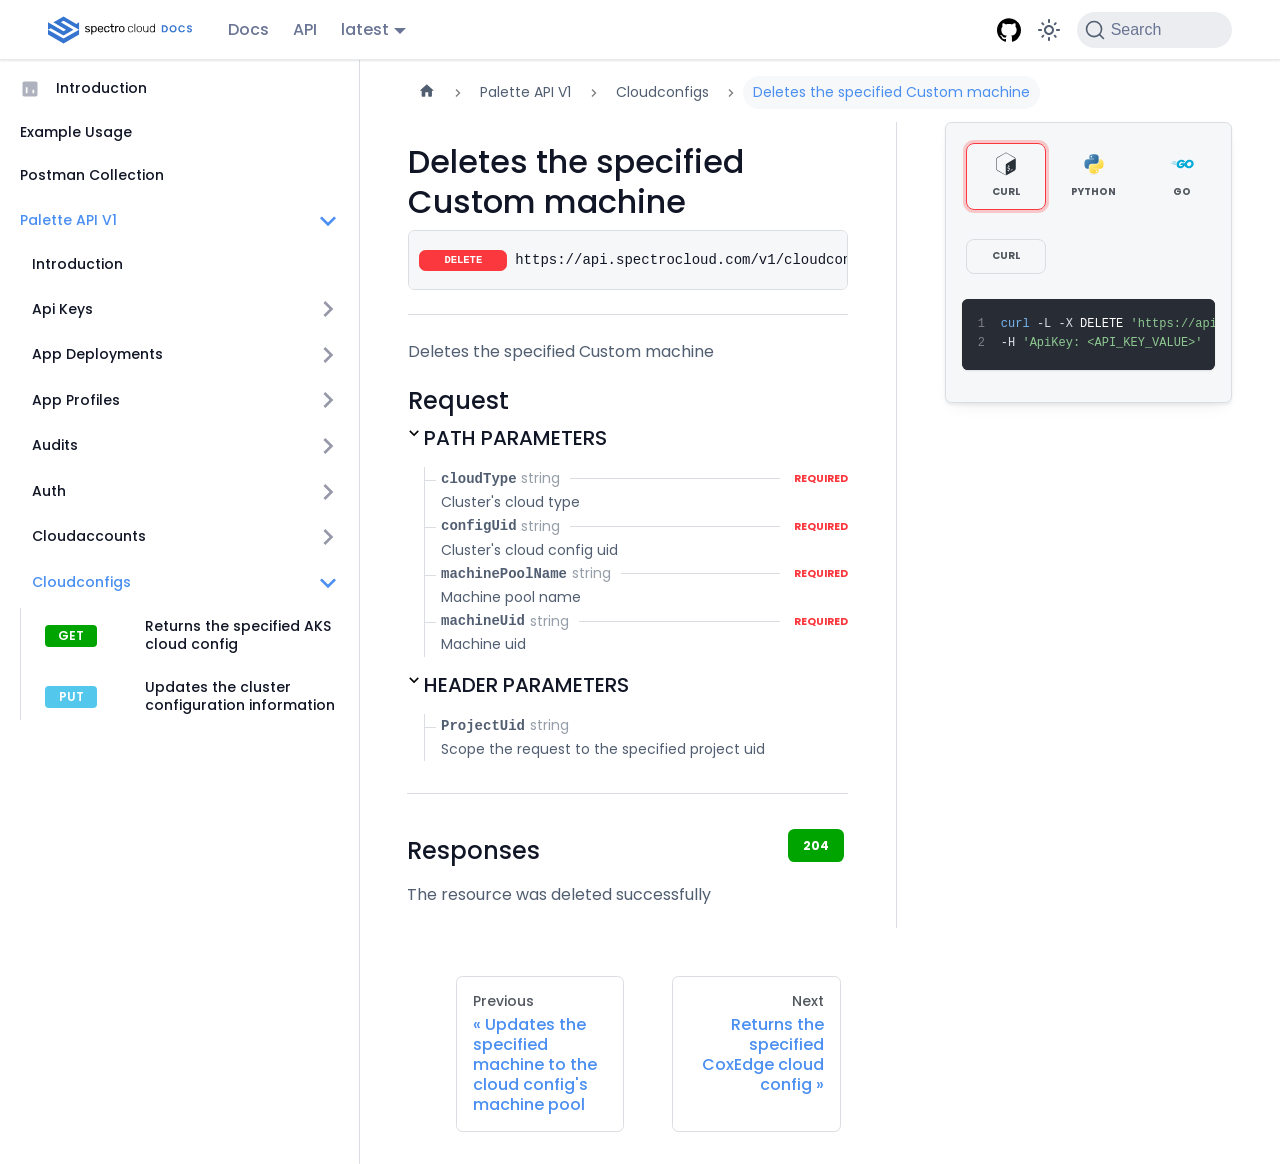 spectro cloud DOCS
Docs
API
latest
Search
Introduction
Example Usage
Postman Collection
Palette API V1
Introduction
Api Keys
App Deployments
App Profiles
Audits
Auth
Cloudaccounts
Cloudconfigs
GET
Returns the specified AKS
cloud config
PUT
Updates the cluster
configuration information
Palette API V1
Cloudconfigs
Deletes the specified Custom machine
Deletes the specified
Custom machine
DELETE https://api.spectrocloud.com/v1/cloudcon
Deletes the specified Custom machine
Request
PATH PARAMETERS
cloudType string REQUIRED
Cluster's cloud type
configUid string REQUIRED
Cluster's cloud config uid
machinePoolName string REQUIRED
Machine pool name
machineUid string REQUIRED
Machine uid
HEADER PARAMETERS
ProjectUid string
Scope the request to the specified project uid
Responses
204
The resource was deleted successfully
CURL
PYTHON
GO
CURL
1 curl -L -X DELETE 'https://api
2 -H 'ApiKey: <API_KEY_VALUE>'
Previous
« Updates the
specified
machine to the
cloud config's
machine pool
Next
Returns the
specified
CoxEdge cloud
config »